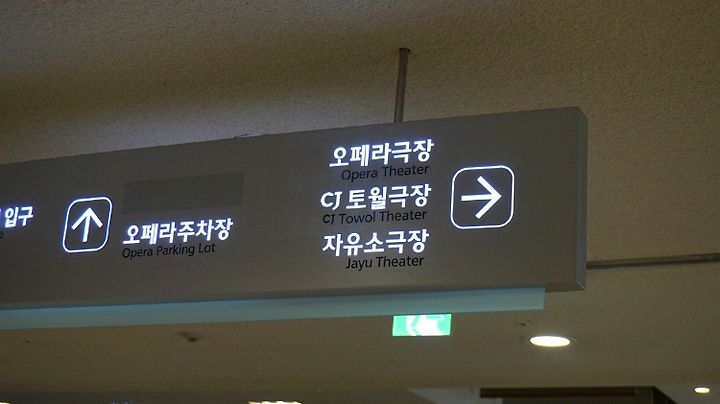 입구
오페라주차장
Opera Parking Lot
오페라극장
Opera Theater
CJ 토월극장
CJ Towol Theater
자유소극장
Jayu Theater